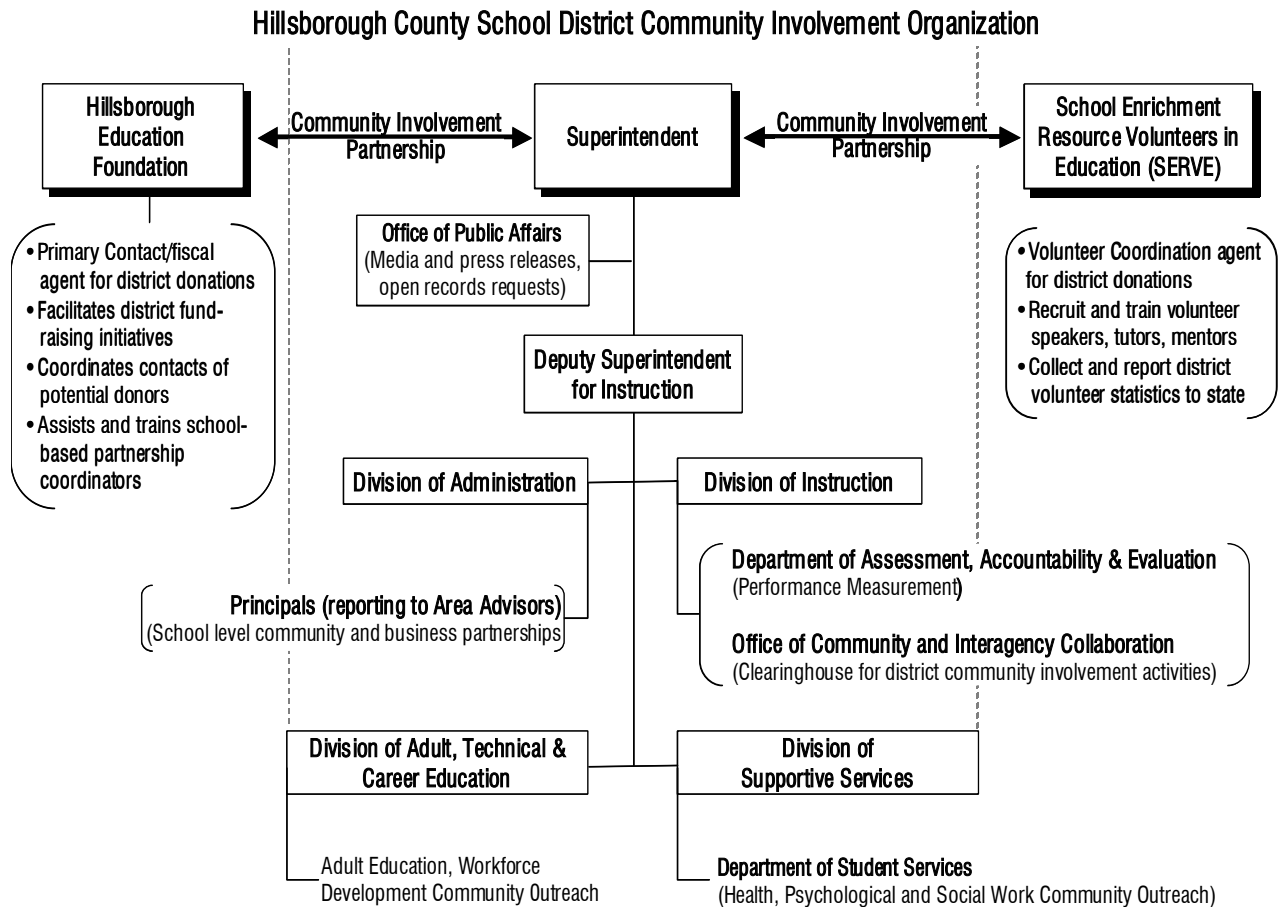 Hillsborough County School District Community Involvement Organization
Hillsborough
Education
Foundation
Community Involvement
Partnership
Superintendent
Community Involvement
Partnership
School Enrichment
Resource Volunteers in
Education (SERVE)
• Primary Contact/fiscal
agent for district donations
• Facilitates district fund-
raising initiatives
• Coordinates contacts of
potential donors
• Assists and trains school-
based partnership
coordinators
Office of Public Affairs
(Media and press releases,
open records requests)
• Volunteer Coordination agent
for district donations
• Recruit and train volunteer
speakers, tutors, mentors
• Collect and report district
volunteer statistics to state
Deputy Superintendent
for Instruction
Division of Administration
Division of Instruction
Principals (reporting to Area Advisors)
(School level community and business partnerships
Department of Assessment, Accountability & Evaluation
(Performance Measurement)
Office of Community and Interagency Collaboration
(Clearinghouse for district community involvement activities)
Division of Adult, Technical &
Career Education
Division of
Supportive Services
Adult Education, Workforce
Development Community Outreach
Department of Student Services
(Health, Psychological and Social Work Community Outreach)